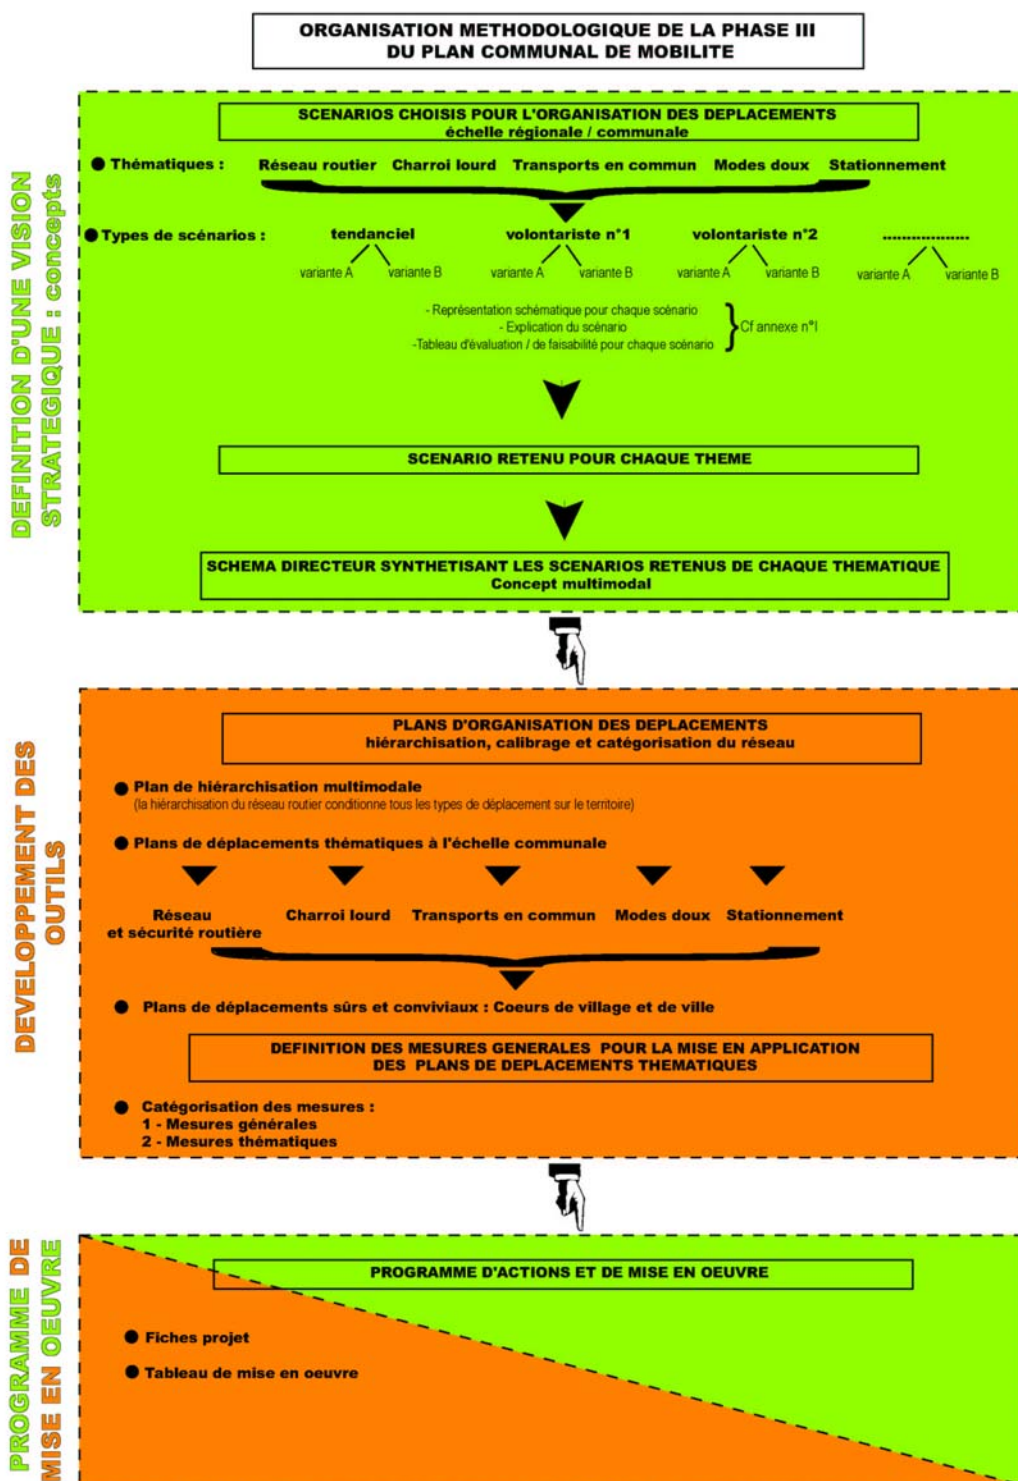 ORGANISATION METHODOLOGIQUE DE LA PHASE III
DU PLAN COMMUNAL DE MOBILITE
DEFINITION D'UNE VISION
STRATEGIQUE : concepts
SCENARIOS CHOISIS POUR L'ORGANISATION DES DEPLACEMENTS
échelle régionale / communale
Thématiques : Réseau routier Charroi lourd Transports en commun Modes doux Stationnement
Types de scénarios : tendanciel volontariste n°1 volontariste n°2 ..................
variante A variante B variante A variante B variante A variante B variante A variante B
- Représentation schématique pour chaque scénario
- Explication du scénario
-Tableau d'évaluation / de faisabilité pour chaque scénario
Cf annexe n°I
SCENARIO RETENU POUR CHAQUE THEME
SCHEMA DIRECTEUR SYNTHETISANT LES SCENARIOS RETENUS DE CHAQUE THEMATIQUE
Concept multimodal
DEVELOPPEMENT DES
OUTILS
PLANS D'ORGANISATION DES DEPLACEMENTS
hiérarchisation, calibrage et catégorisation du réseau
Plan de hiérarchisation multimodale
(la hiérarchisation du réseau routier conditionne tous les types de déplacement sur le territoire)
Plans de déplacements thématiques à l'échelle communale
Réseau Charroi lourd Transports en commun Modes doux Stationnement
et sécurité routière
Plans de déplacements sûrs et conviviaux : Coeurs de village et de ville
DEFINITION DES MESURES GENERALES POUR LA MISE EN APPLICATION
DES PLANS DE DEPLACEMENTS THEMATIQUES
Catégorisation des mesures :
1 - Mesures générales
2 - Mesures thématiques
PROGRAMME DE
MISE EN OEUVRE
PROGRAMME D'ACTIONS ET DE MISE EN OEUVRE
Fiches projet
Tableau de mise en oeuvre